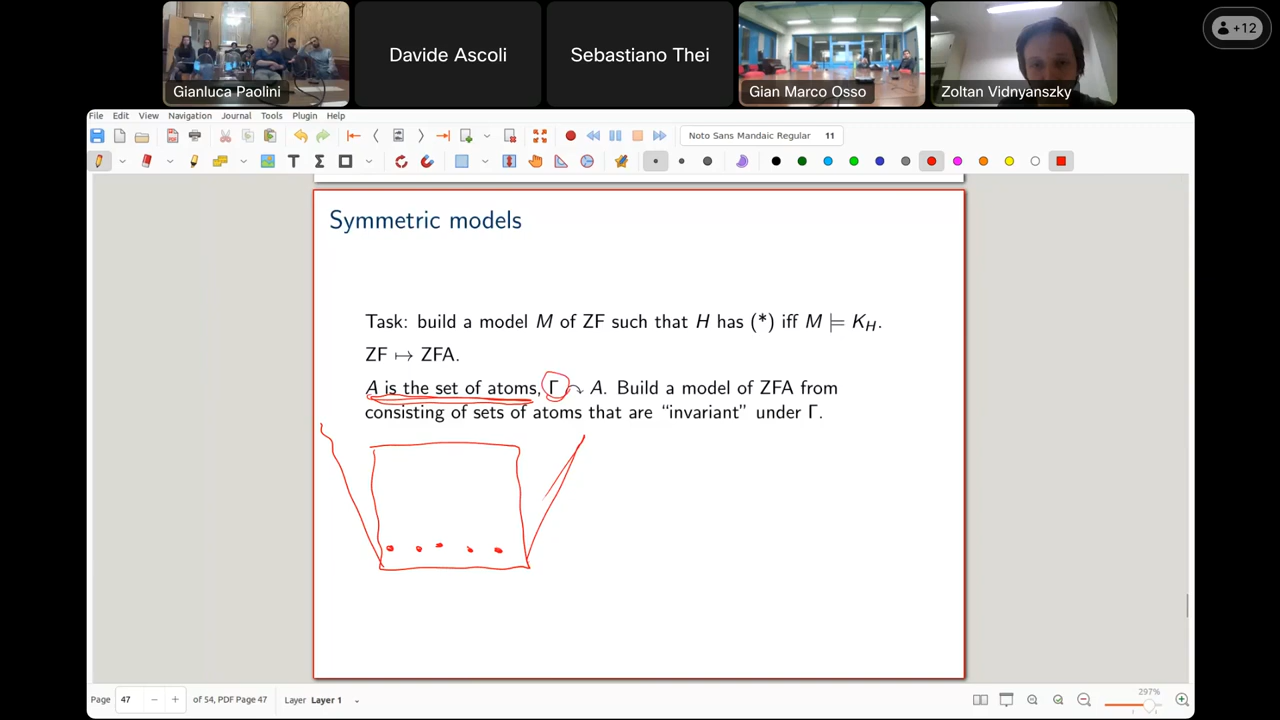 Gianluca Paolini
Davide Ascoli
Sebastiano Thei
Gian Marco Osso
Zoltan Vidnyanszky
+12
File Edit View Navigation Journal Tools Plugin Help
Noto Sans Mandaic Regular 11
Symmetric models
Task: build a model M of ZF such that H has (*) iff M ⊨ K_H.
ZF ↦ ZFA.
A is the set of atoms, Γ ↷ A. Build a model of ZFA from
consisting of sets of atoms that are “invariant” under Γ.
Page 47 − + of 54, PDF Page 47 Layer Layer 1 297%